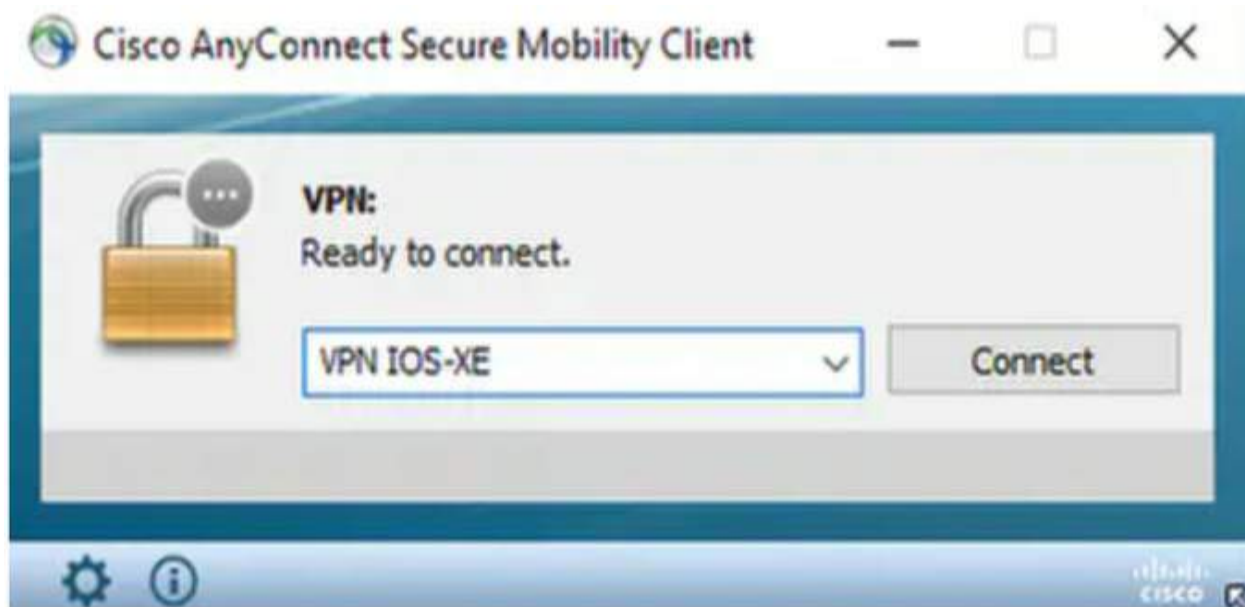 Cisco AnyConnect Secure Mobility Client
VPN:
Ready to connect.
VPN IOS-XE
Connect
CISCO